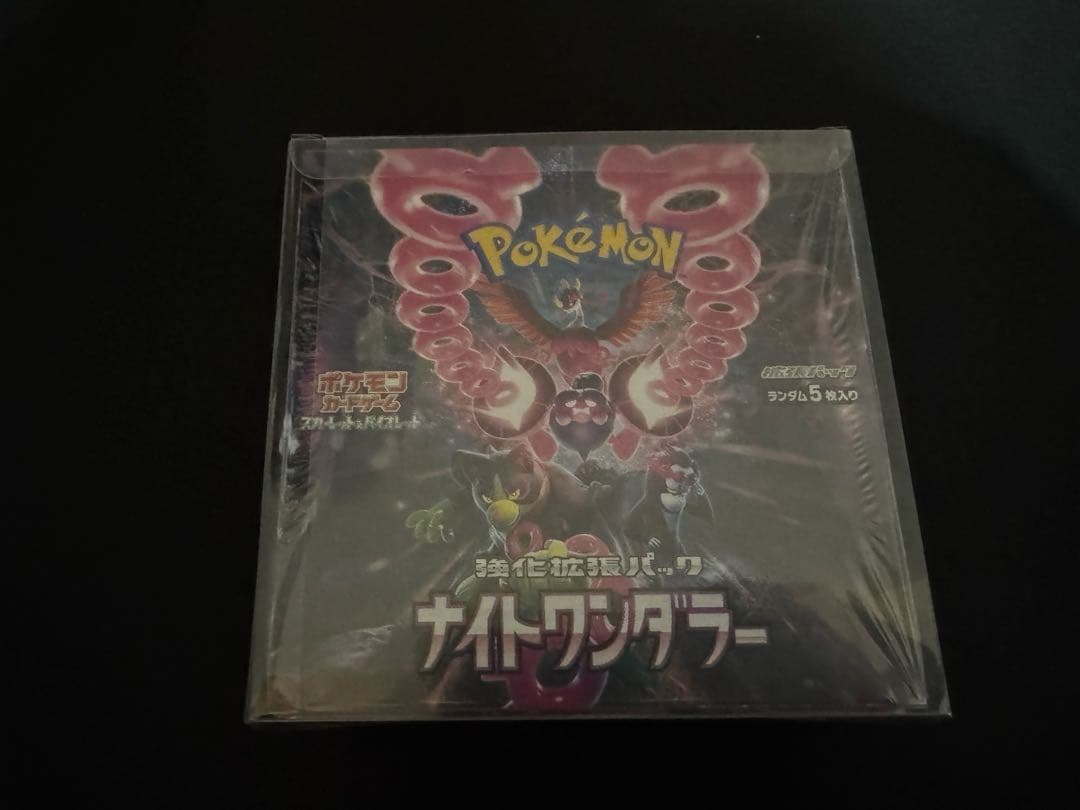 POKéMON
ポケモン
カードゲーム
スカーレット&バイオレット
拡張パック
ランダム5枚入り
強化拡張パック
ナイトワンダラー